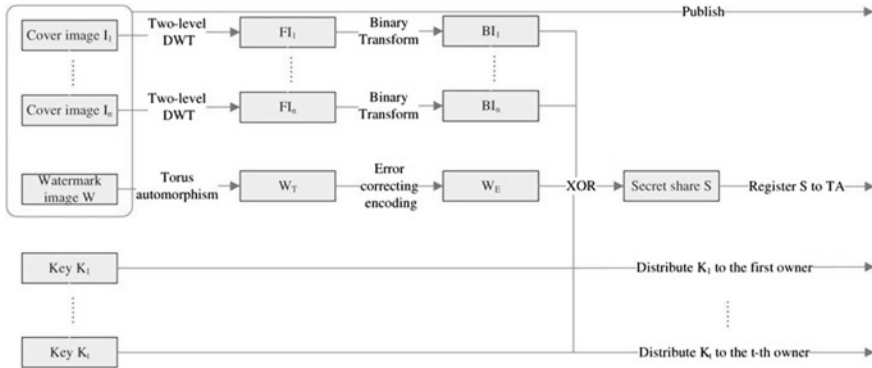 Publish
Cover image I1
Two-level
DWT
FI1
Binary
Transform
BI1
Cover image In
Two-level
DWT
FIn
Binary
Transform
BIn
Watermark
image W
Torus
automorphism
WT
Error
correcting
encoding
WE
XOR
Secret share S
Register S to TA
Key K1
Distribute K1 to the first owner
Key Kt
Distribute Kt to the t-th owner